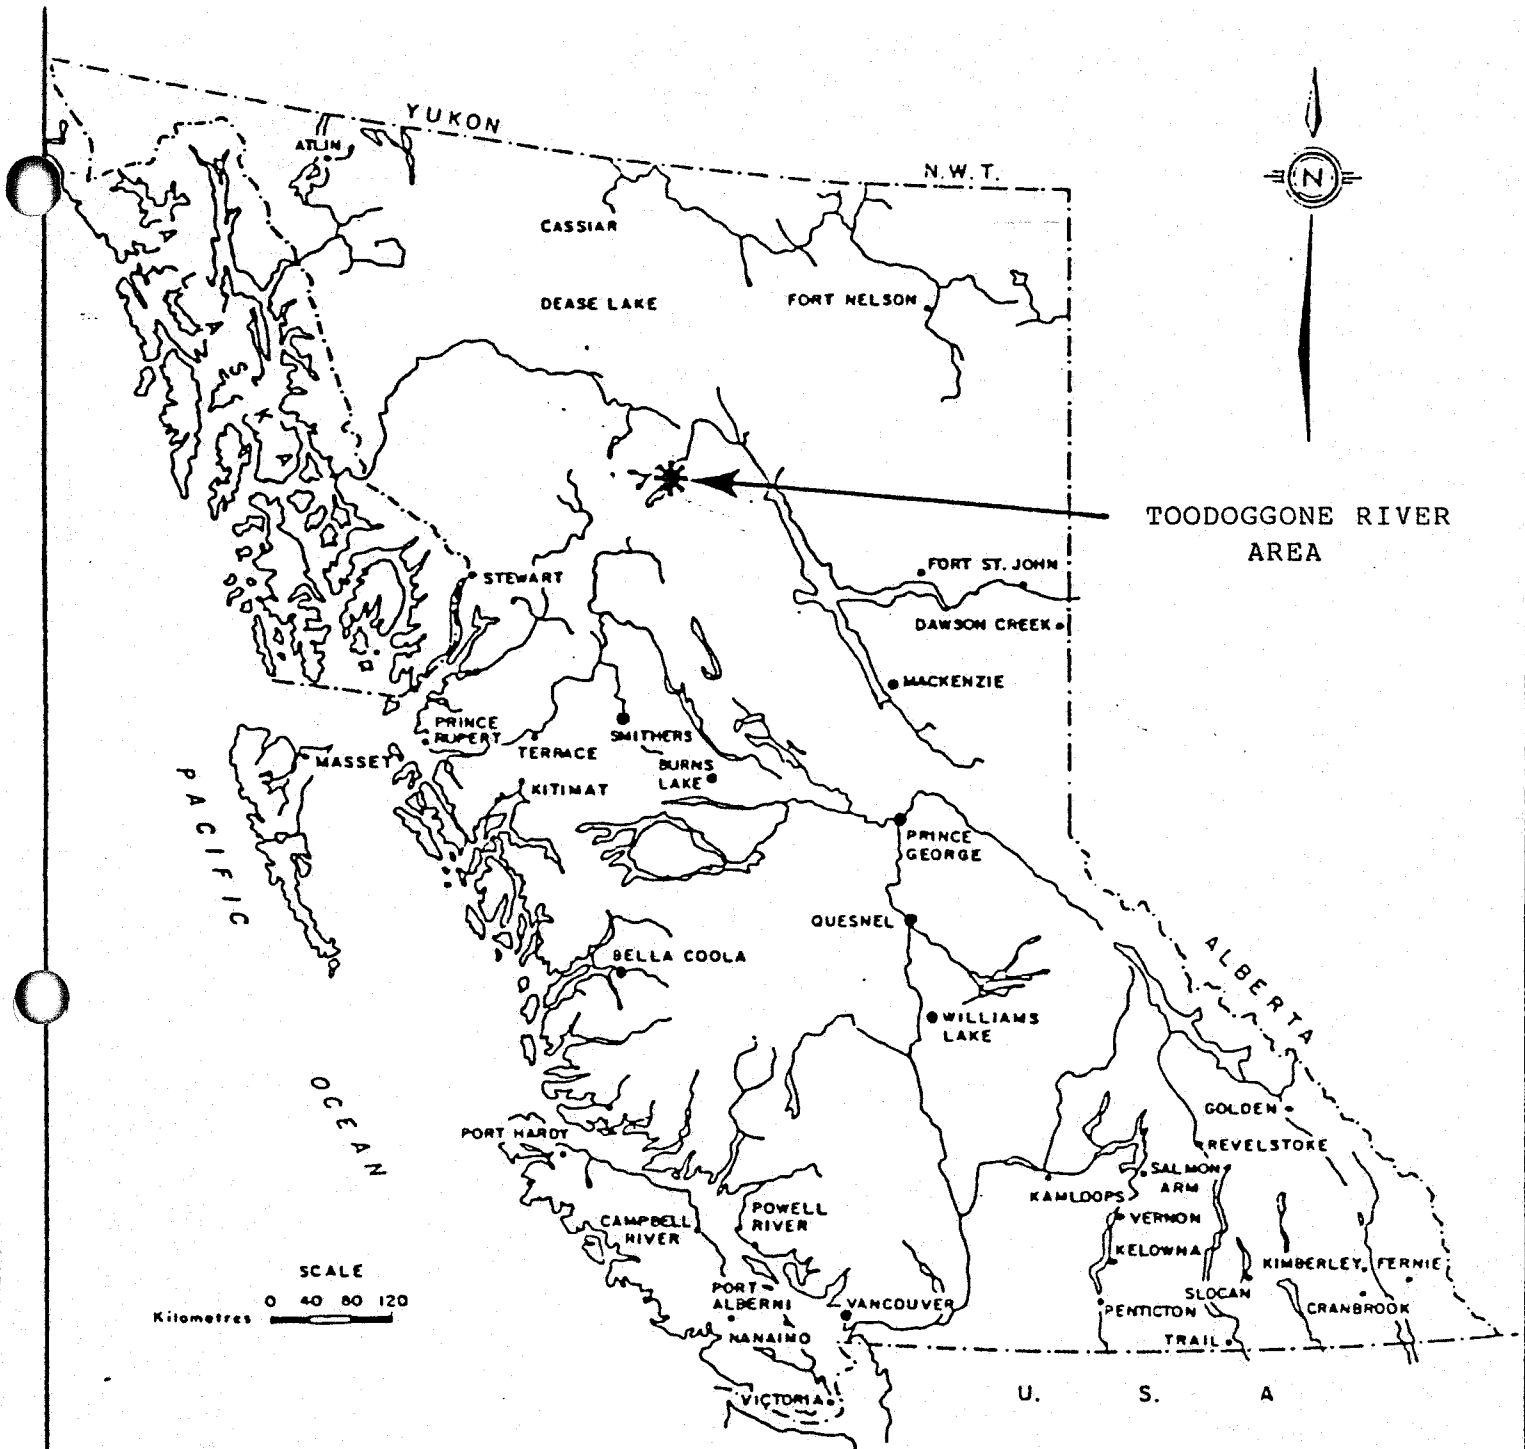 YUKON
N.W.T.
ATLIN
N
CASSIAR
DEASE LAKE
FORT NELSON
ALASKA
TOODOGGONE RIVER
AREA
STEWART
FORT ST. JOHN
DAWSON CREEK
MACKENZIE
PRINCE
RUPERT
TERRACE
SMITHERS
MASSET
BURNS
LAKE
KITIMAT
PACIFIC
OCEAN
PRINCE
GEORGE
QUESNEL
BELLA COOLA
ALBERTA
WILLIAMS
LAKE
GOLDEN
PORT HARDY
REVELSTOKE
SALMON
ARM
KAMLOOPS
POWELL
RIVER
CAMPBELL
RIVER
VERNON
KELOWNA
KIMBERLEY
FERNIE
SCALE
0 40 80 120
Kilometres
PORT
ALBERNI
VANCOUVER
SLOCAN
PENTICTON
CRANBROOK
NANAIMO
TRAIL
VICTORIA
U. S. A